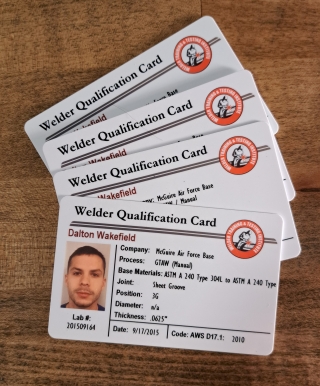 Welder Qualification Card
Wakefield
Welder Qualification Card
Wakefield
Welder Qualification Card
Wakefield
McGuire Air Force Base
/ Manual
Welder Qualification Card
Dalton Wakefield
Company: McGuire Air Force Base
Process: GTAW (Manual)
Base Materials: ASTM A 240 Type 304L to ASTM A 240 Type
Joint: Sheet Groove
Position: 3G
Diameter: n/a
Thickness: .0625"
Lab #:
201509164
Date: 9/17/2015
Code: AWS D17.1: 2010